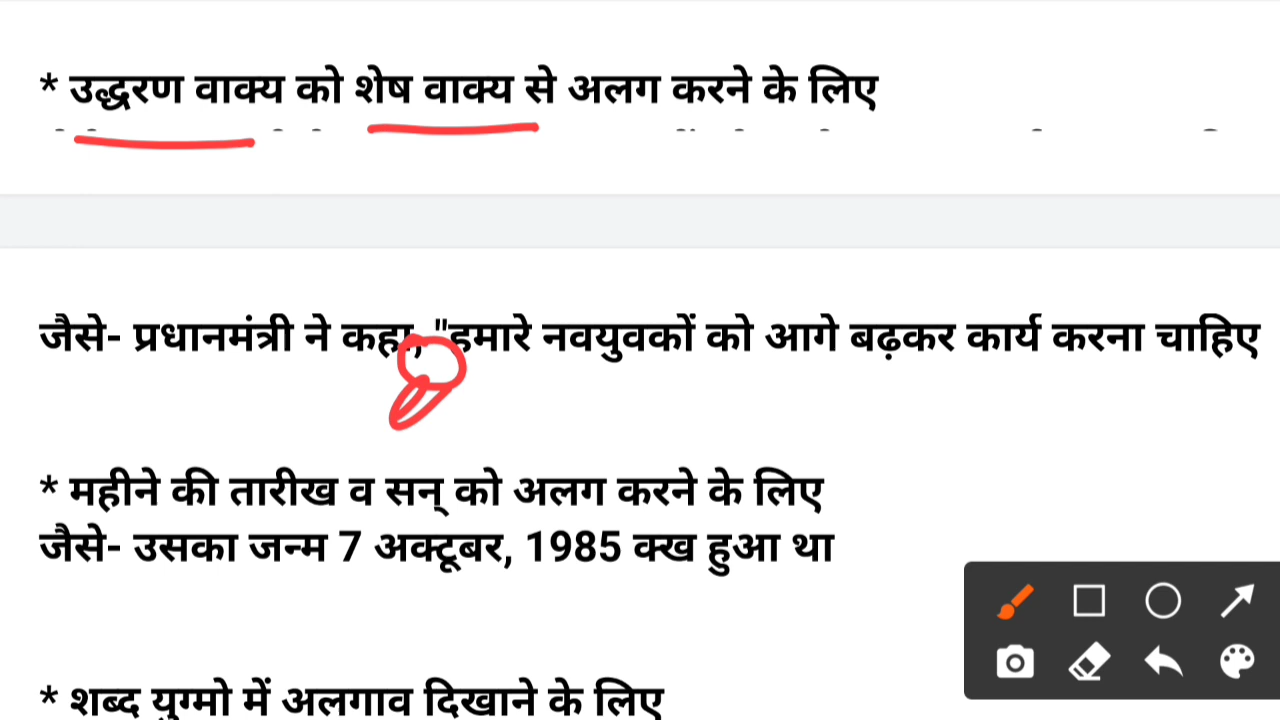 * उद्धरण वाक्य को शेष वाक्य से अलग करने के लिए
जैसे- प्रधानमंत्री ने कहा, "हमारे नवयुवकों को आगे बढ़कर कार्य करना चाहिए
* महीने की तारीख व सन् को अलग करने के लिए
जैसे- उसका जन्म 7 अक्टूबर, 1985 क्ख हुआ था
* शब्द युग्मो में अलगाव दिखाने के लिए